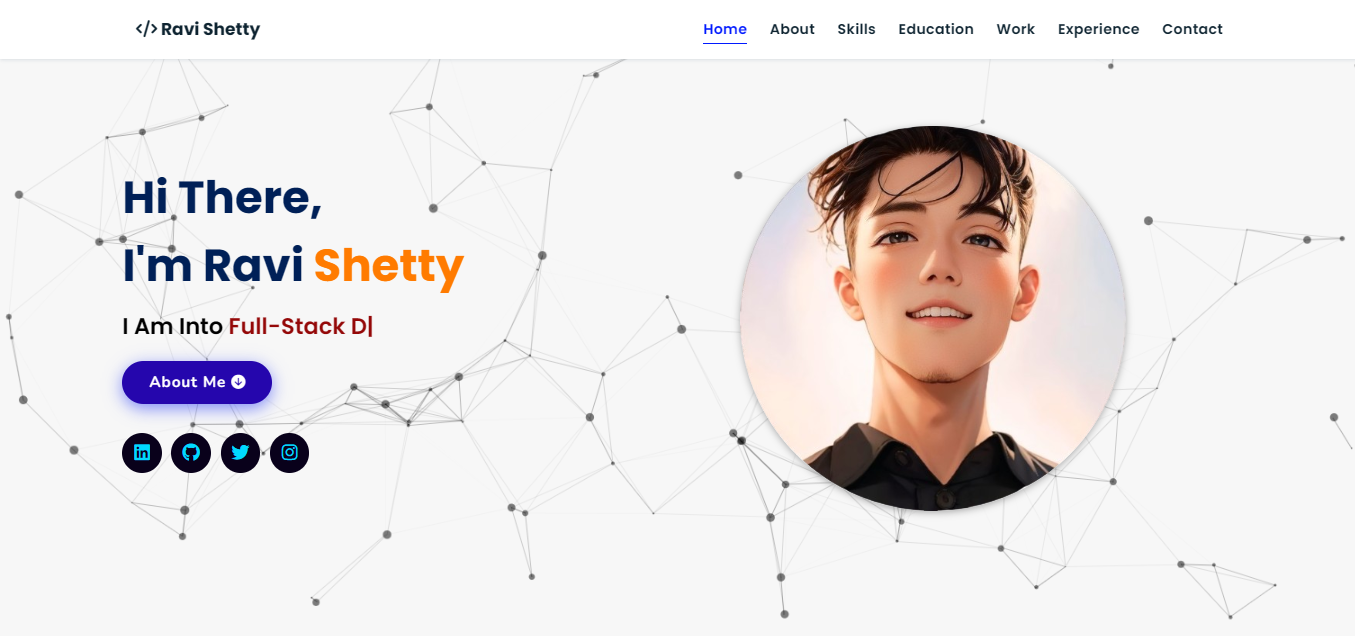 </> Ravi Shetty
Home About Skills Education Work Experience Contact
Hi There,
I'm Ravi Shetty
I Am Into Full-Stack D|
About Me